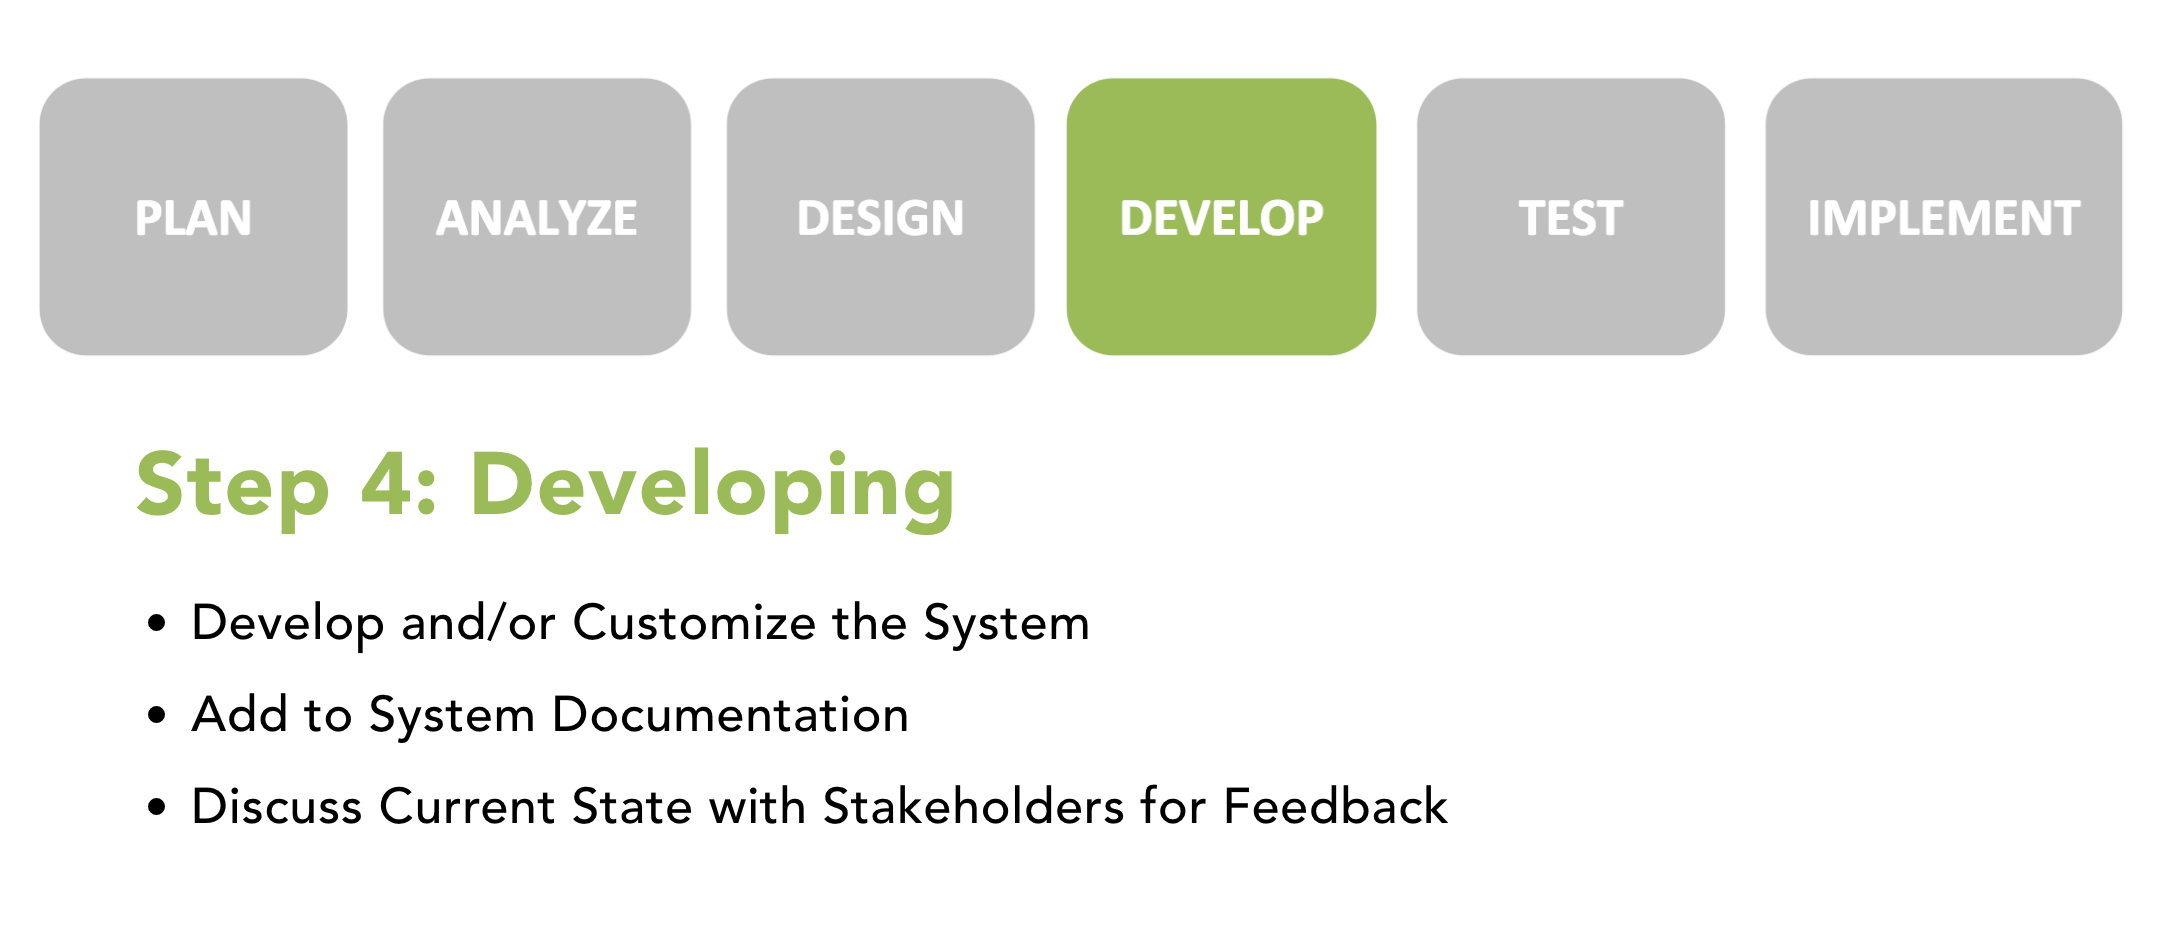 PLAN ANALYZE DESIGN DEVELOP TEST IMPLEMENT
Step 4: Developing
• Develop and/or Customize the System
• Add to System Documentation
• Discuss Current State with Stakeholders for Feedback